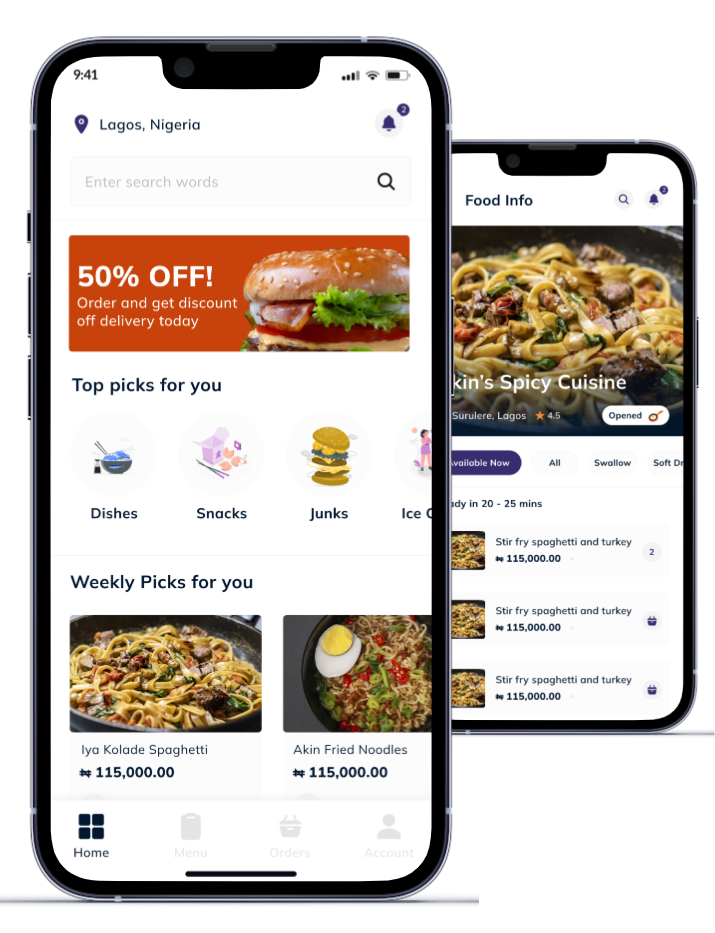 9:41
Lagos, Nigeria
2
Enter search words
50% OFF!
Order and get discount
off delivery today
Top picks for you
Dishes
Snacks
Junks
Ice C
Weekly Picks for you
Iya Kolade Spaghetti
₦ 115,000.00
Akin Fried Noodles
₦ 115,000.00
Home
Menu
Orders
Account
Food Info
2
kin's Spicy Cuisine
Surulere, Lagos
4.5
Opened
vailable Now
All
Swallow
Soft Dr
ady in 20 - 25 mins
Stir fry spaghetti and turkey
₦ 115,000.00
2
Stir fry spaghetti and turkey
₦ 115,000.00
Stir fry spaghetti and turkey
₦ 115,000.00